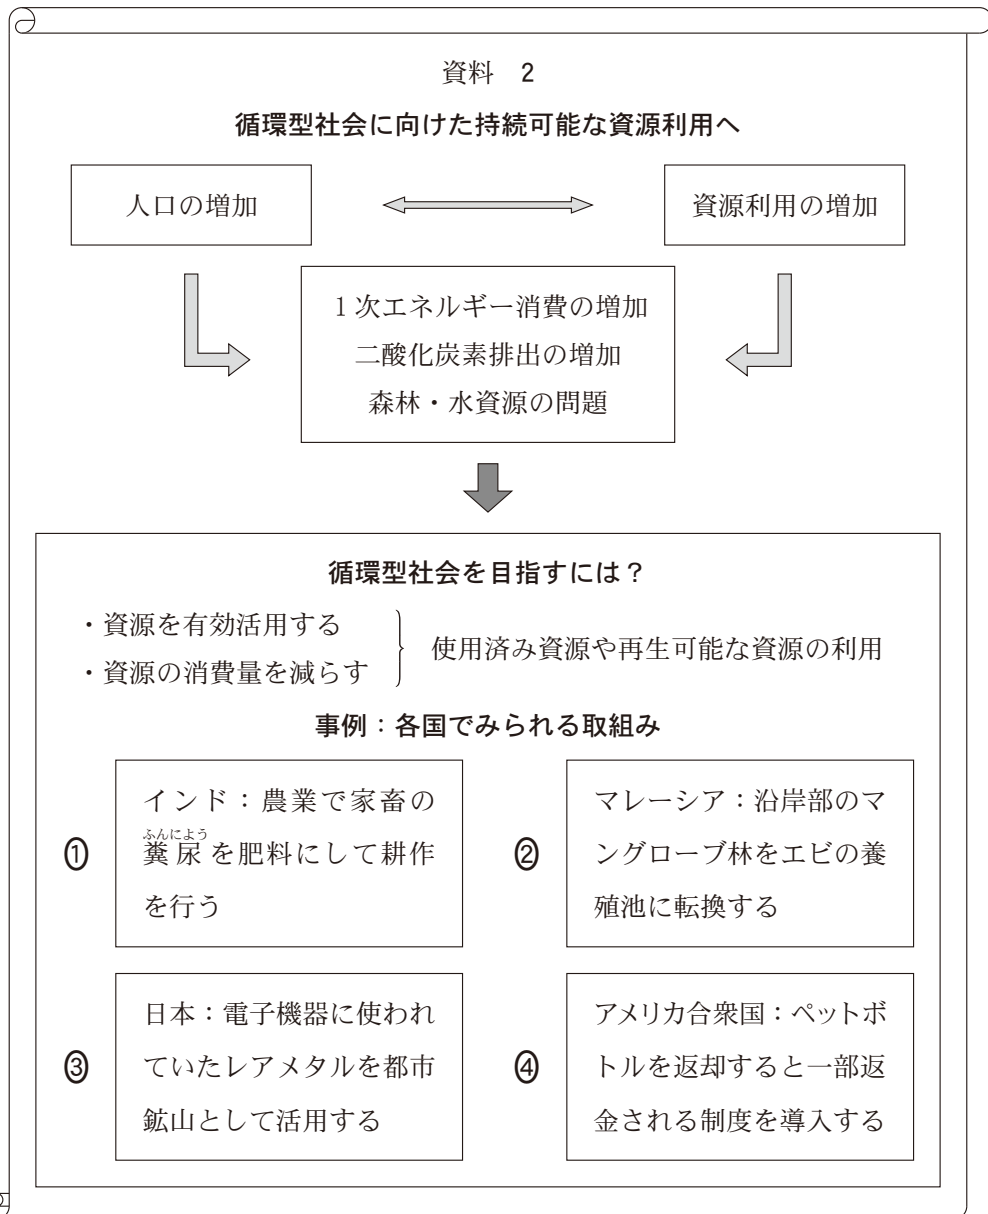 資料 2
循環型社会に向けた持続可能な資源利用へ
人口の増加
資源利用の増加
1次エネルギー消費の増加
二酸化炭素排出の増加
森林・水資源の問題
循環型社会を目指すには?
・資源を有効活用する
・資源の消費量を減らす
使用済み資源や再生可能な資源の利用
事例:各国でみられる取組み
①
インド:農業で家畜の
ふんにょう
糞尿を肥料にして耕作
を行う
②
マレーシア:沿岸部のマ
ングローブ林をエビの養
殖池に転換する
③
日本:電子機器に使われ
ていたレアメタルを都市
鉱山として活用する
④
アメリカ合衆国:ペットボ
トルを返却すると一部返
金される制度を導入する